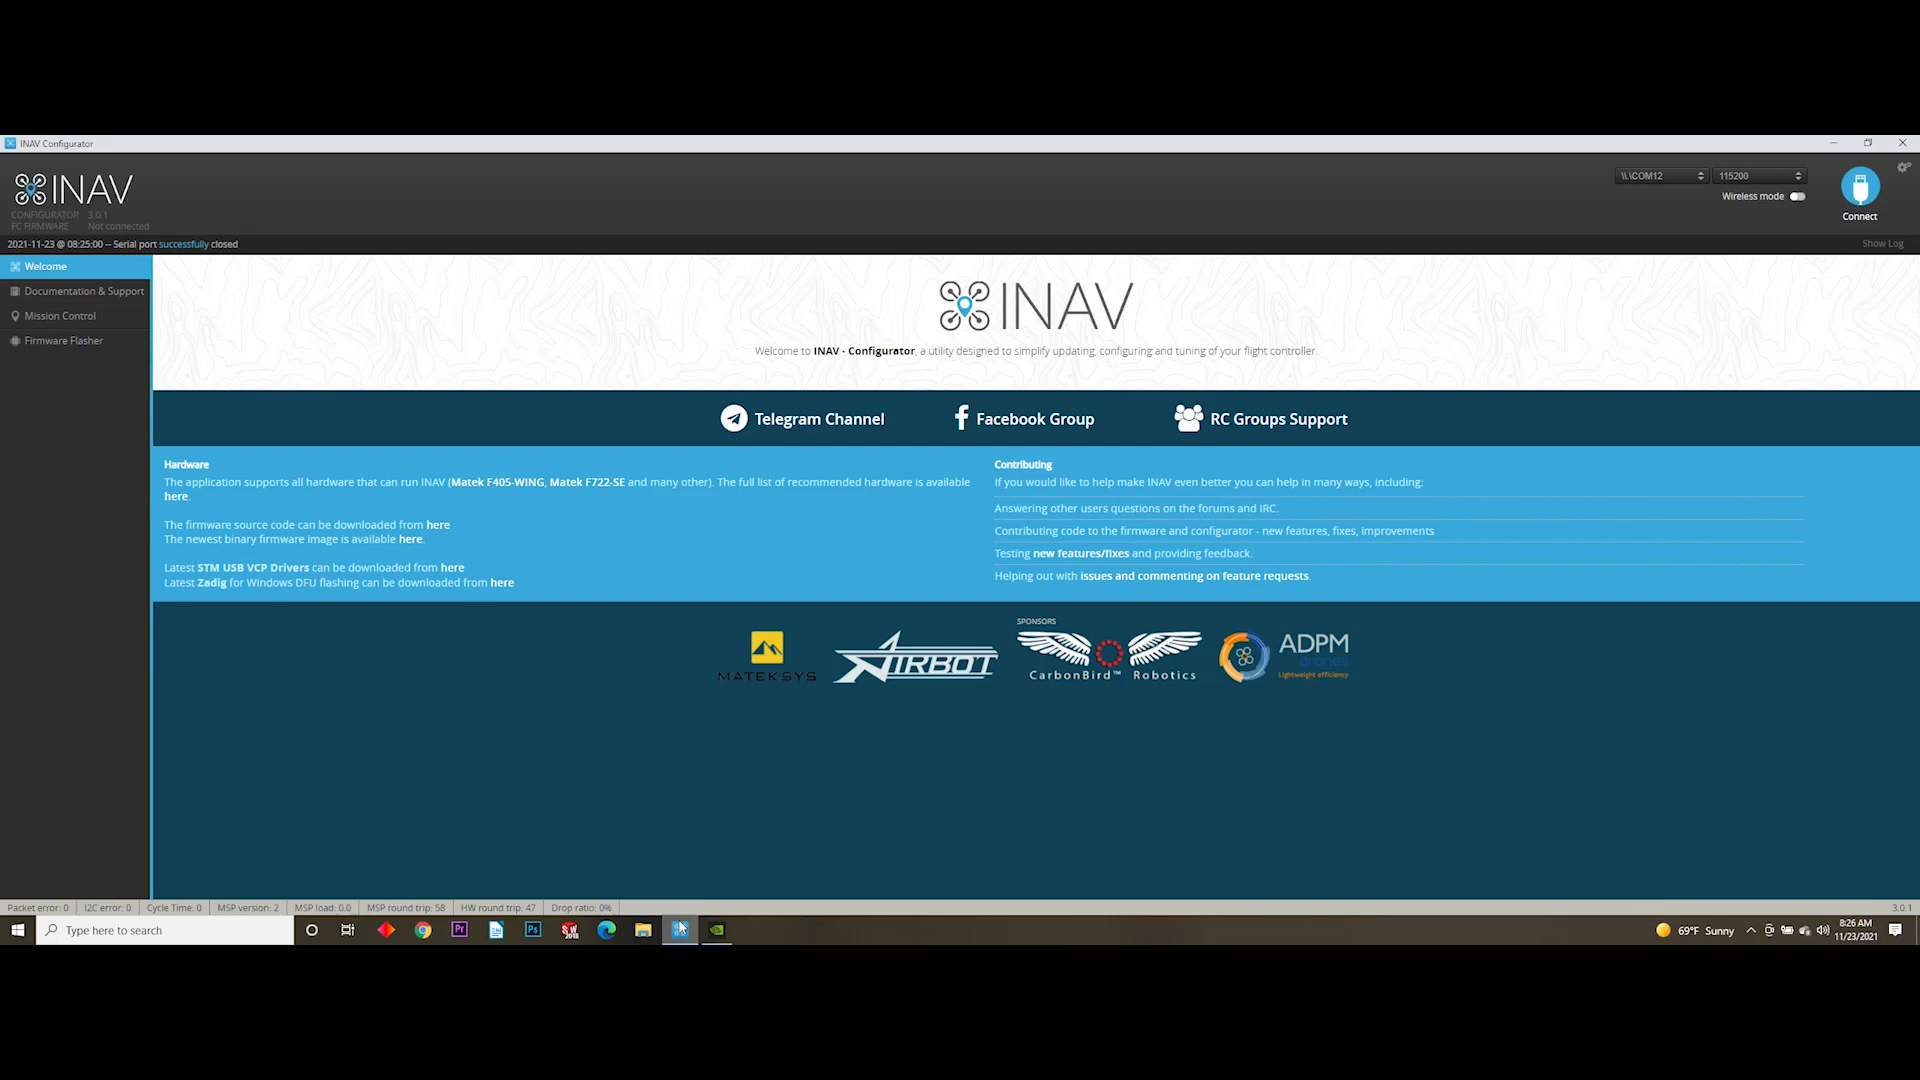 INAV Configurator
INAV
CONFIGURATOR 3.0.1
FC FIRMWARE Not connected
\\.\COM12
115200
Wireless mode
Connect
2021-11-23 @ 08:25:00 -- Serial port successfully closed
Show Log
Welcome
Documentation & Support
Mission Control
Firmware Flasher
INAV
Welcome to INAV - Configurator, a utility designed to simplify updating, configuring and tuning of your flight controller.
Telegram Channel
Facebook Group
RC Groups Support
Hardware
The application supports all hardware that can run INAV (Matek F405-WING, Matek F722-SE and many other). The full list of recommended hardware is available
here.
The firmware source code can be downloaded from here
The newest binary firmware image is available here.
Latest STM USB VCP Drivers can be downloaded from here
Latest Zadig for Windows DFU flashing can be downloaded from here
Contributing
If you would like to help make INAV even better you can help in many ways, including:
Answering other users questions on the forums and IRC.
Contributing code to the firmware and configurator - new features, fixes, improvements
Testing new features/fixes and providing feedback.
Helping out with issues and commenting on feature requests.
SPONSORS
MATEKSYS
AIRBOT
CarbonBird™ Robotics
ADPM
drones
Lightweight efficiency
Packet error: 0
I2C error: 0
Cycle Time: 0
MSP version: 2
MSP load: 0.0
MSP round trip: 58
HW round trip: 47
Drop ratio: 0%
3.0.1
Type here to search
Pr
Ps
SW
2018
69°F Sunny
8:26 AM
11/23/2021